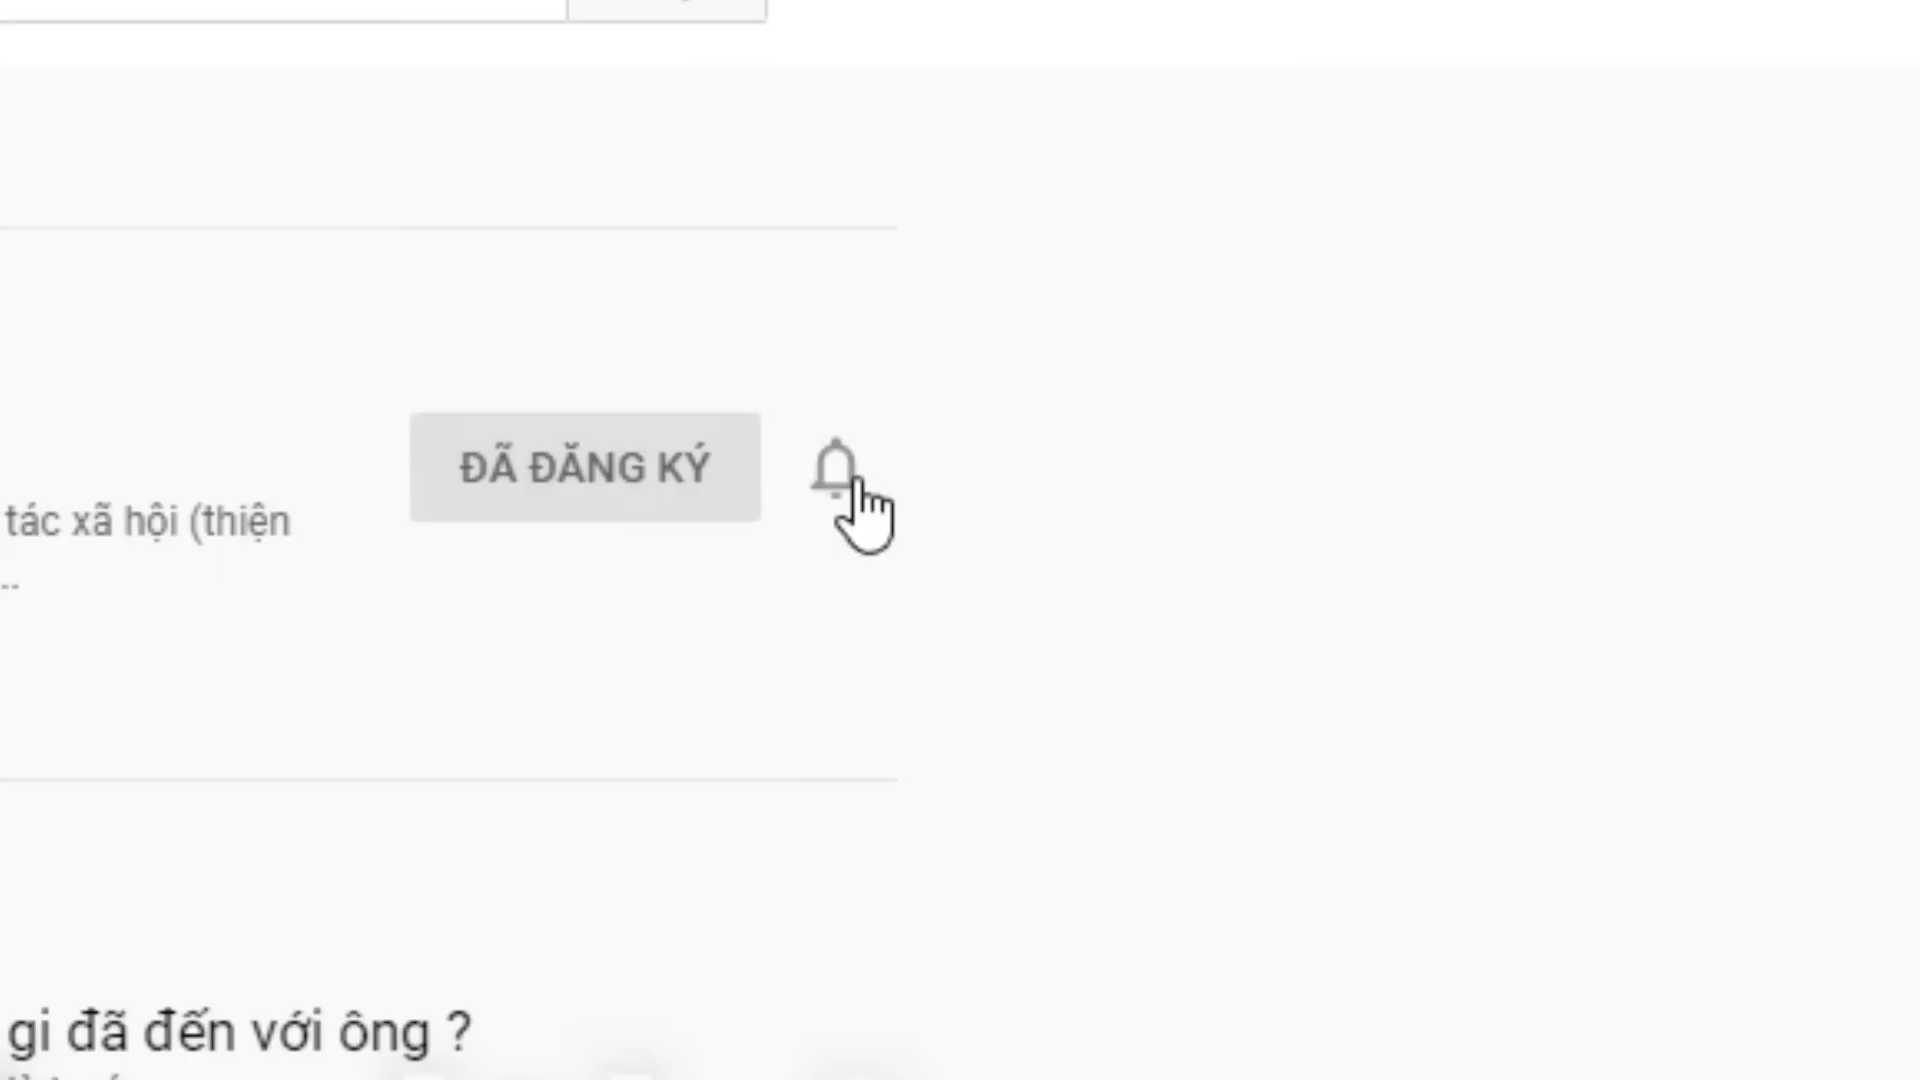 ĐÃ ĐĂNG KÝ
tác xã hội (thiện
gi đã đến với ông ?